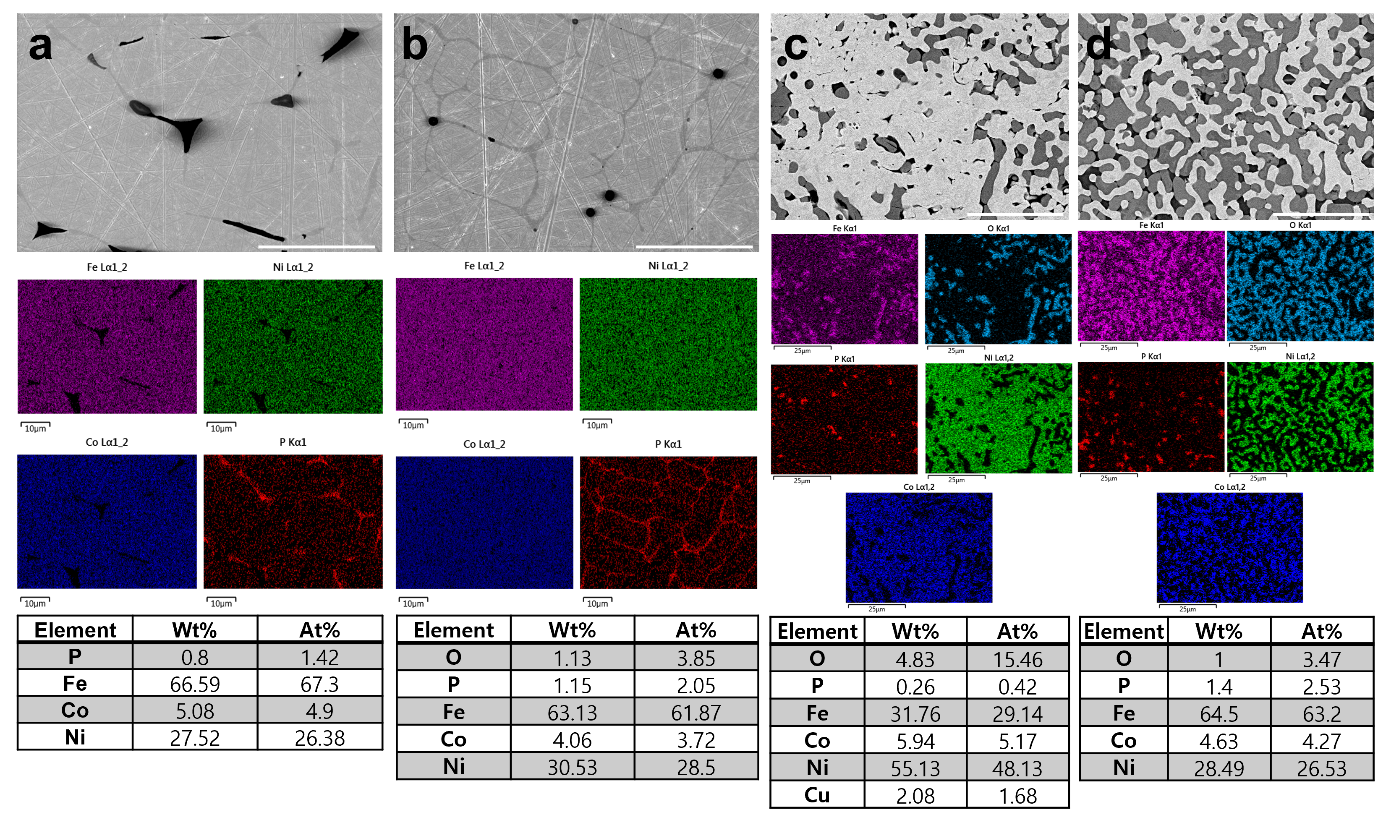 a
b
c
d
Fe Lα1_2
Ni Lα1_2
10µm
10µm
Co Lα1_2
P Kα1
10µm
10µm
Element Wt% At%
P 0.8 1.42
Fe 66.59 67.3
Co 5.08 4.9
Ni 27.52 26.38
Fe Lα1_2
Ni Lα1_2
10µm
10µm
Co Lα1_2
P Kα1
10µm
10µm
Element Wt% At%
O 1.13 3.85
P 1.15 2.05
Fe 63.13 61.87
Co 4.06 3.72
Ni 30.53 28.5
Fe Kα1
O Kα1
25µm
25µm
P Kα1
Ni Lα1,2
25µm
25µm
Co Lα1,2
25µm
Element Wt% At%
O 4.83 15.46
P 0.26 0.42
Fe 31.76 29.14
Co 5.94 5.17
Ni 55.13 48.13
Cu 2.08 1.68
Fe Kα1
O Kα1
25µm
25µm
P Kα1
Ni Lα1,2
25µm
25µm
Co Lα1,2
25µm
Element Wt% At%
O 1 3.47
P 1.4 2.53
Fe 64.5 63.2
Co 4.63 4.27
Ni 28.49 26.53